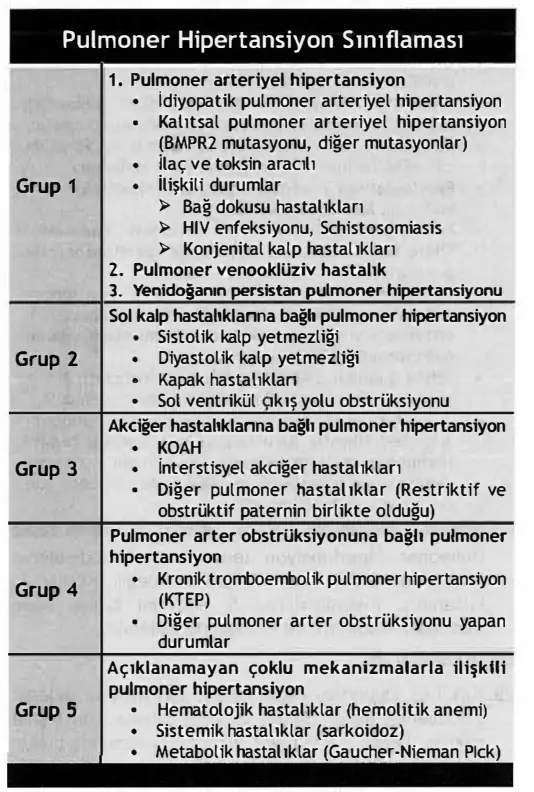 Pulmoner Hipertansiyon Sınıflaması
Grup 1
1. Pulmoner arteriyel hipertansiyon
• İdiyopatik pulmoner arteriyel hipertansiyon
• Kalıtsal pulmoner arteriyel hipertansiyon
(BMPR2 mutasyonu, diğer mutasyonlar)
• İlaç ve toksin aracılı
• İlişkili durumlar
➢ Bağ dokusu hastalıkları
➢ HIV enfeksiyonu, Schistosomiasis
➢ Konjenital kalp hastalıkları
2. Pulmoner venooklüziv hastalık
3. Yenidoğanın persistan pulmoner hipertansiyonu
Grup 2
Sol kalp hastalıklarına bağlı pulmoner hipertansiyon
• Sistolik kalp yetmezliği
• Diyastolik kalp yetmezliği
• Kapak hastalıkları
• Sol ventrikül çıkış yolu obstrüksiyonu
Grup 3
Akciğer hastalıklarına bağlı pulmoner hipertansiyon
• KOAH
• İnterstisyel akciğer hastalıkları
• Diğer pulmoner hastalıklar (Restriktif ve
obstrüktif paternin birlikte olduğu)
Grup 4
Pulmoner arter obstrüksiyonuna bağlı pulmoner
hipertansiyon
• Kronik tromboembolik pulmoner hipertansiyon
(KTEP)
• Diğer pulmoner arter obstrüksiyonu yapan
durumlar
Grup 5
Açıklanamayan çoklu mekanizmalarla ilişkili
pulmoner hipertansiyon
• Hematolojik hastalıklar (hemolitik anemi)
• Sistemik hastalıklar (sarkoidoz)
• Metabolik hastalıklar (Gaucher-Nieman Pick)